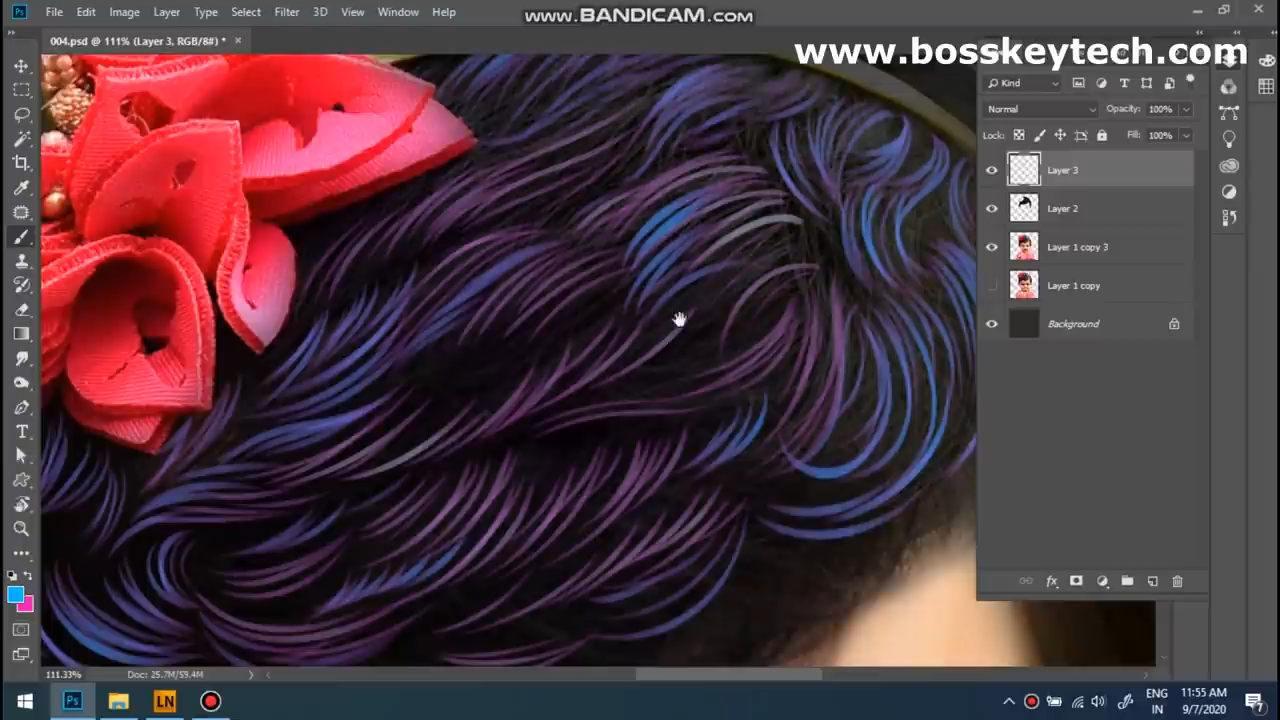 File Edit Image Layer Type Select Filter 3D View Window Help
www.BANDICAM.com
004.psd @ 111% (Layer 3, RGB/8#) * ×
www.bosskeytech.com
Kind
Normal Opacity: 100%
Lock: Fill: 100%
Layer 3
Layer 2
Layer 1 copy 3
Layer 1 copy
Background
111.33% Doc: 25.7M/59.4M
Ps LN
ENG
IN
11:55 AM
9/7/2020
7